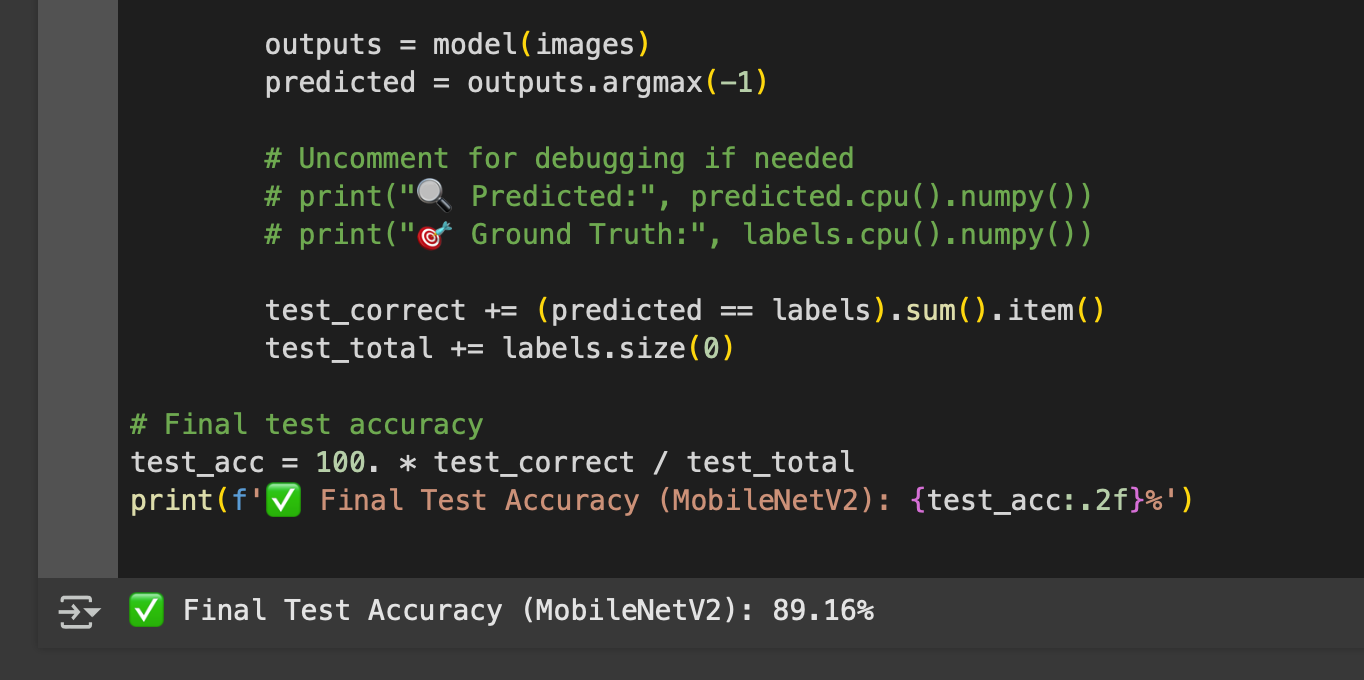 outputs = model(images)
predicted = outputs.argmax(-1)
# Uncomment for debugging if needed
# print("🔍 Predicted:", predicted.cpu().numpy())
# print("🎯 Ground Truth:", labels.cpu().numpy())
test_correct += (predicted == labels).sum().item()
test_total += labels.size(0)
# Final test accuracy
test_acc = 100. * test_correct / test_total
print(f'✅ Final Test Accuracy (MobileNetV2): {test_acc:.2f}%')
✅ Final Test Accuracy (MobileNetV2): 89.16%